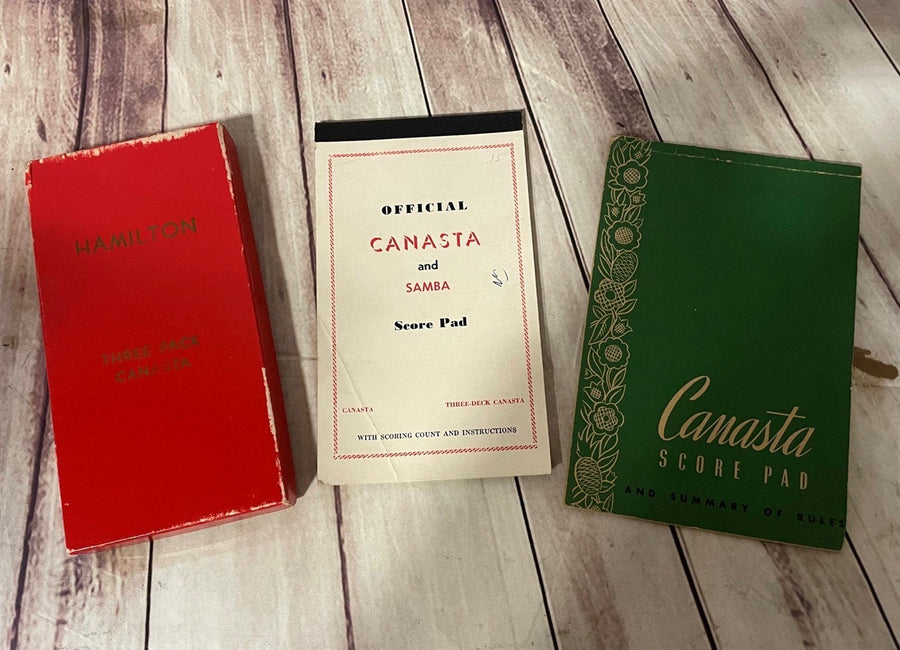 HAMILTON
THREE DECK
CANASTA
15
OFFICIAL
CANASTA
and
SAMBA
Score Pad
CANASTA THREE-DECK CANASTA
WITH SCORING COUNT AND INSTRUCTIONS
Canasta
SCORE PAD
AND SUMMARY OF RULES